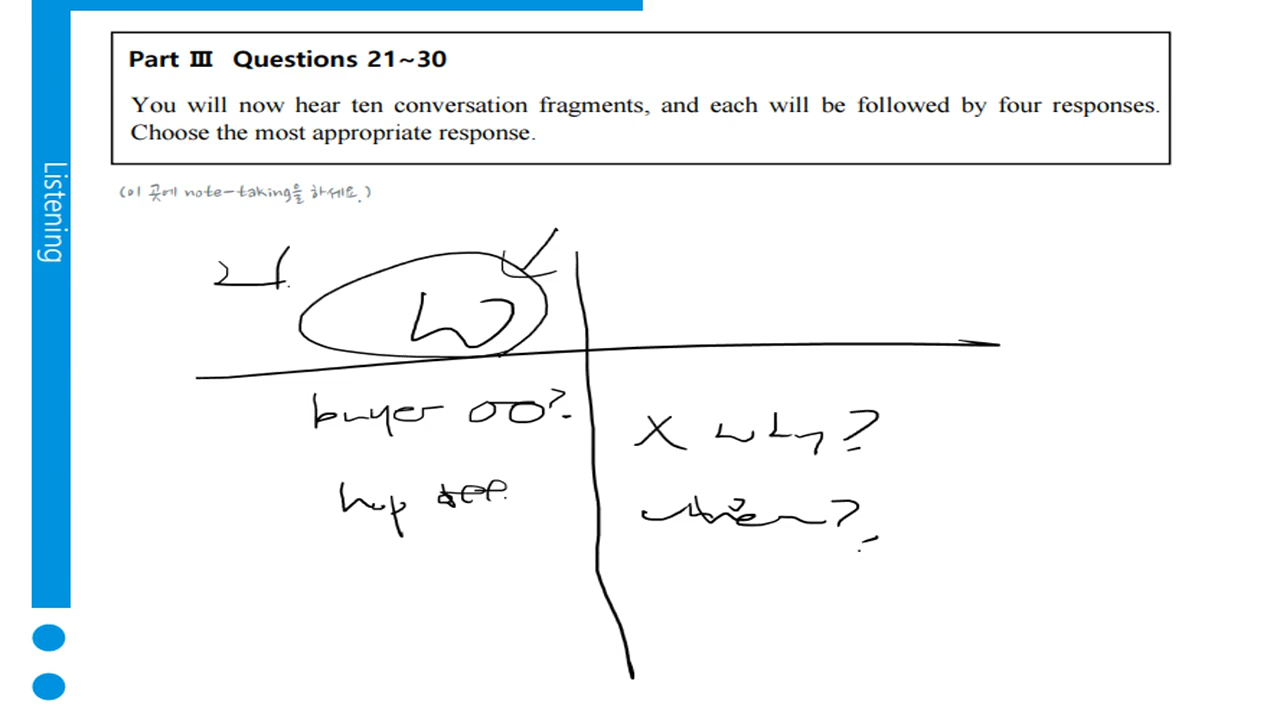 Listening
Part Ⅲ Questions 21~30
You will now hear ten conversation fragments, and each will be followed by four responses.
Choose the most appropriate response.
(이 곳에 note-taking을 하세요.)
21.
W
buyer OO?
X why?
when?